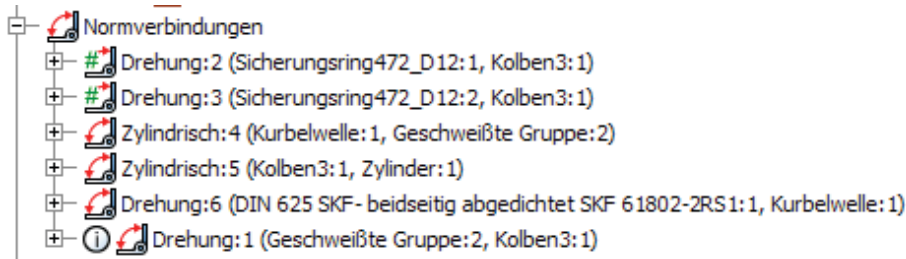 Normverbindungen
Drehung:2 (Sicherungsring472_D12:1, Kolben3:1)
Drehung:3 (Sicherungsring472_D12:2, Kolben3:1)
Zylindrisch:4 (Kurbelwelle:1, Geschweißte Gruppe:2)
Zylindrisch:5 (Kolben3:1, Zylinder:1)
Drehung:6 (DIN 625 SKF- beidseitig abgedichtet SKF 61802-2RS1:1, Kurbelwelle:1)
Drehung:1 (Geschweißte Gruppe:2, Kolben3:1)